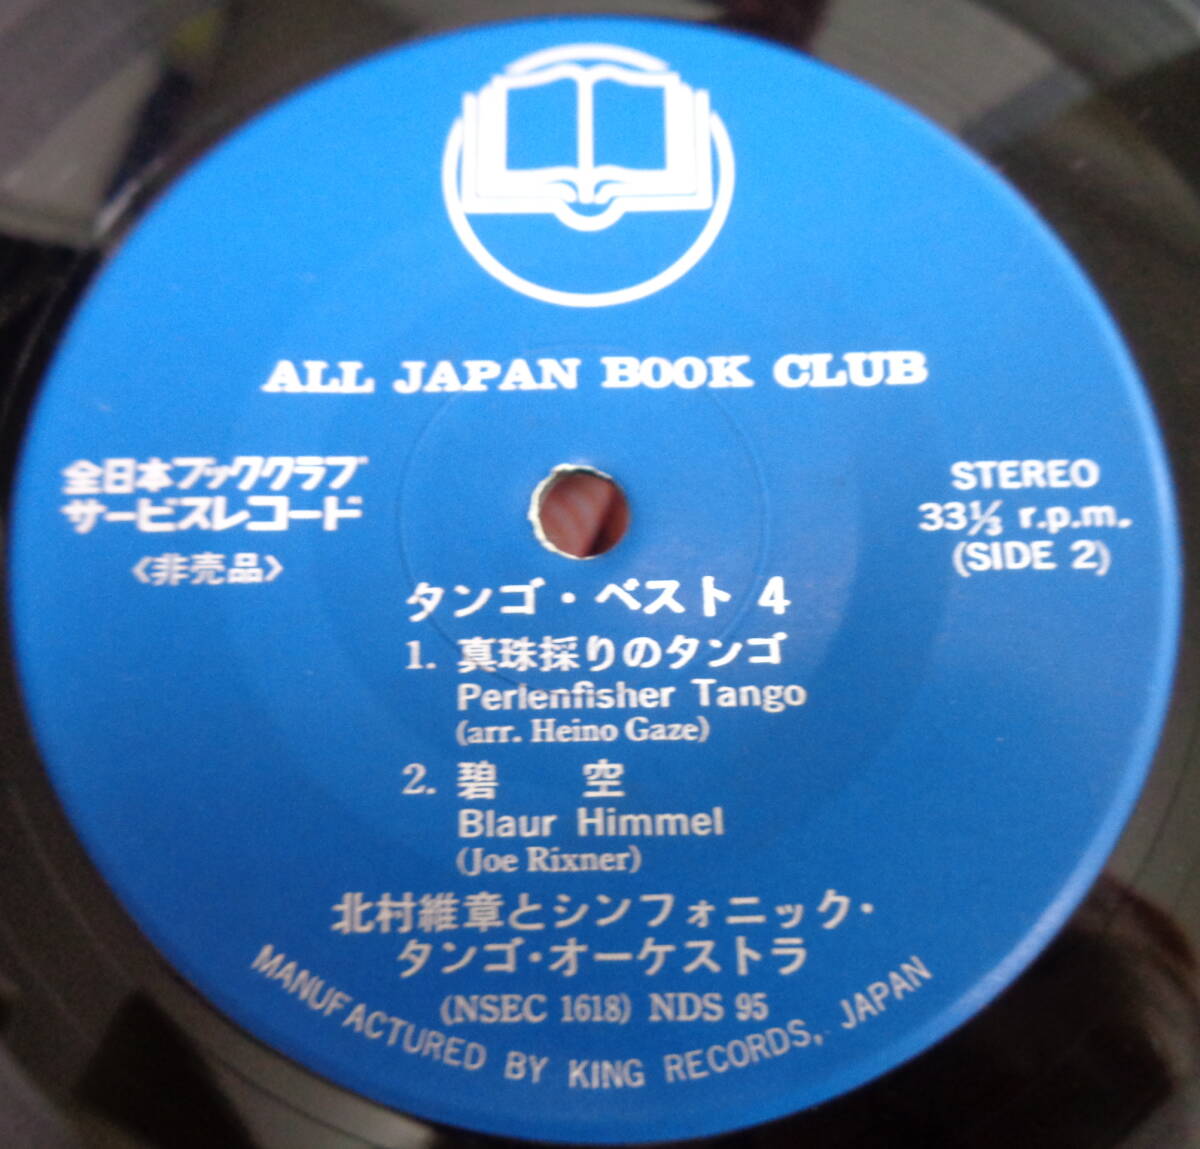 ALL JAPAN BOOK CLUB
全日本ブッククラブ
サービスレコード
〈非売品〉
STEREO
33⅓ r.p.m.
(SIDE 2)
タンゴ・ベスト 4
1. 真珠採りのタンゴ
Perlenfisher Tango
(arr. Heino Gaze)
2. 碧 空
Blaur Himmel
(Joe Rixner)
北村維章とシンフォニック・
タンゴ・オーケストラ
(NSEC 1618) NDS 95
MANUFACTURED BY KING RECORDS, JAPAN